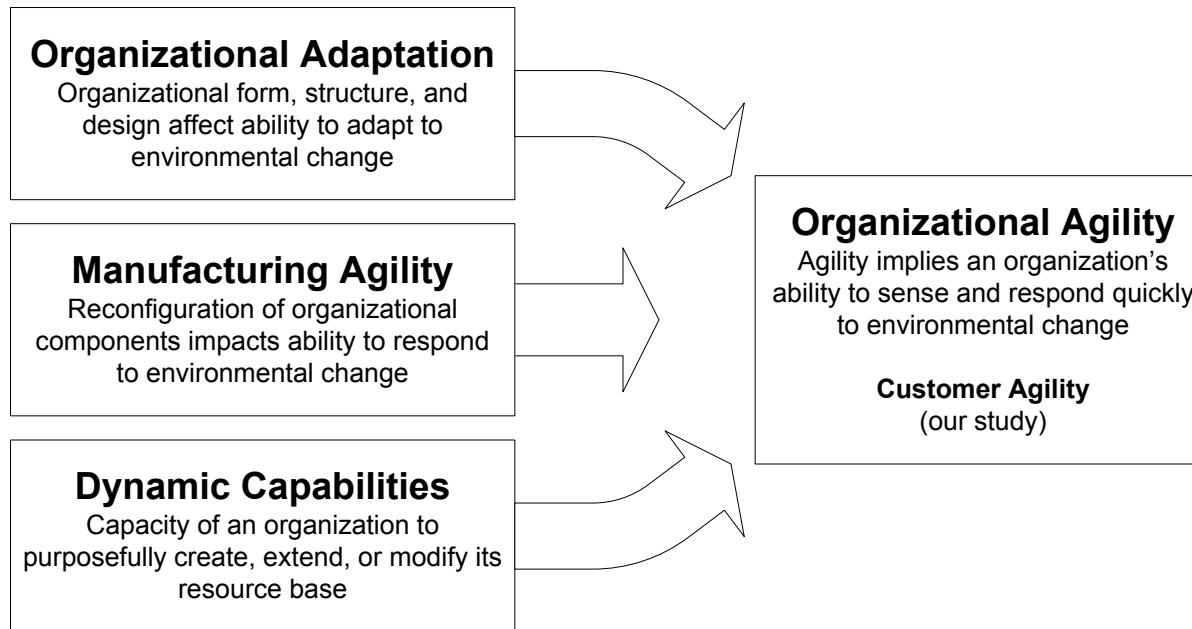 Organizational Adaptation
Organizational form, structure, and
design affect ability to adapt to
environmental change
Manufacturing Agility
Reconfiguration of organizational
components impacts ability to respond
to environmental change
Dynamic Capabilities
Capacity of an organization to
purposefully create, extend, or modify its
resource base
Organizational Agility
Agility implies an organization’s
ability to sense and respond quickly
to environmental change
Customer Agility
(our study)